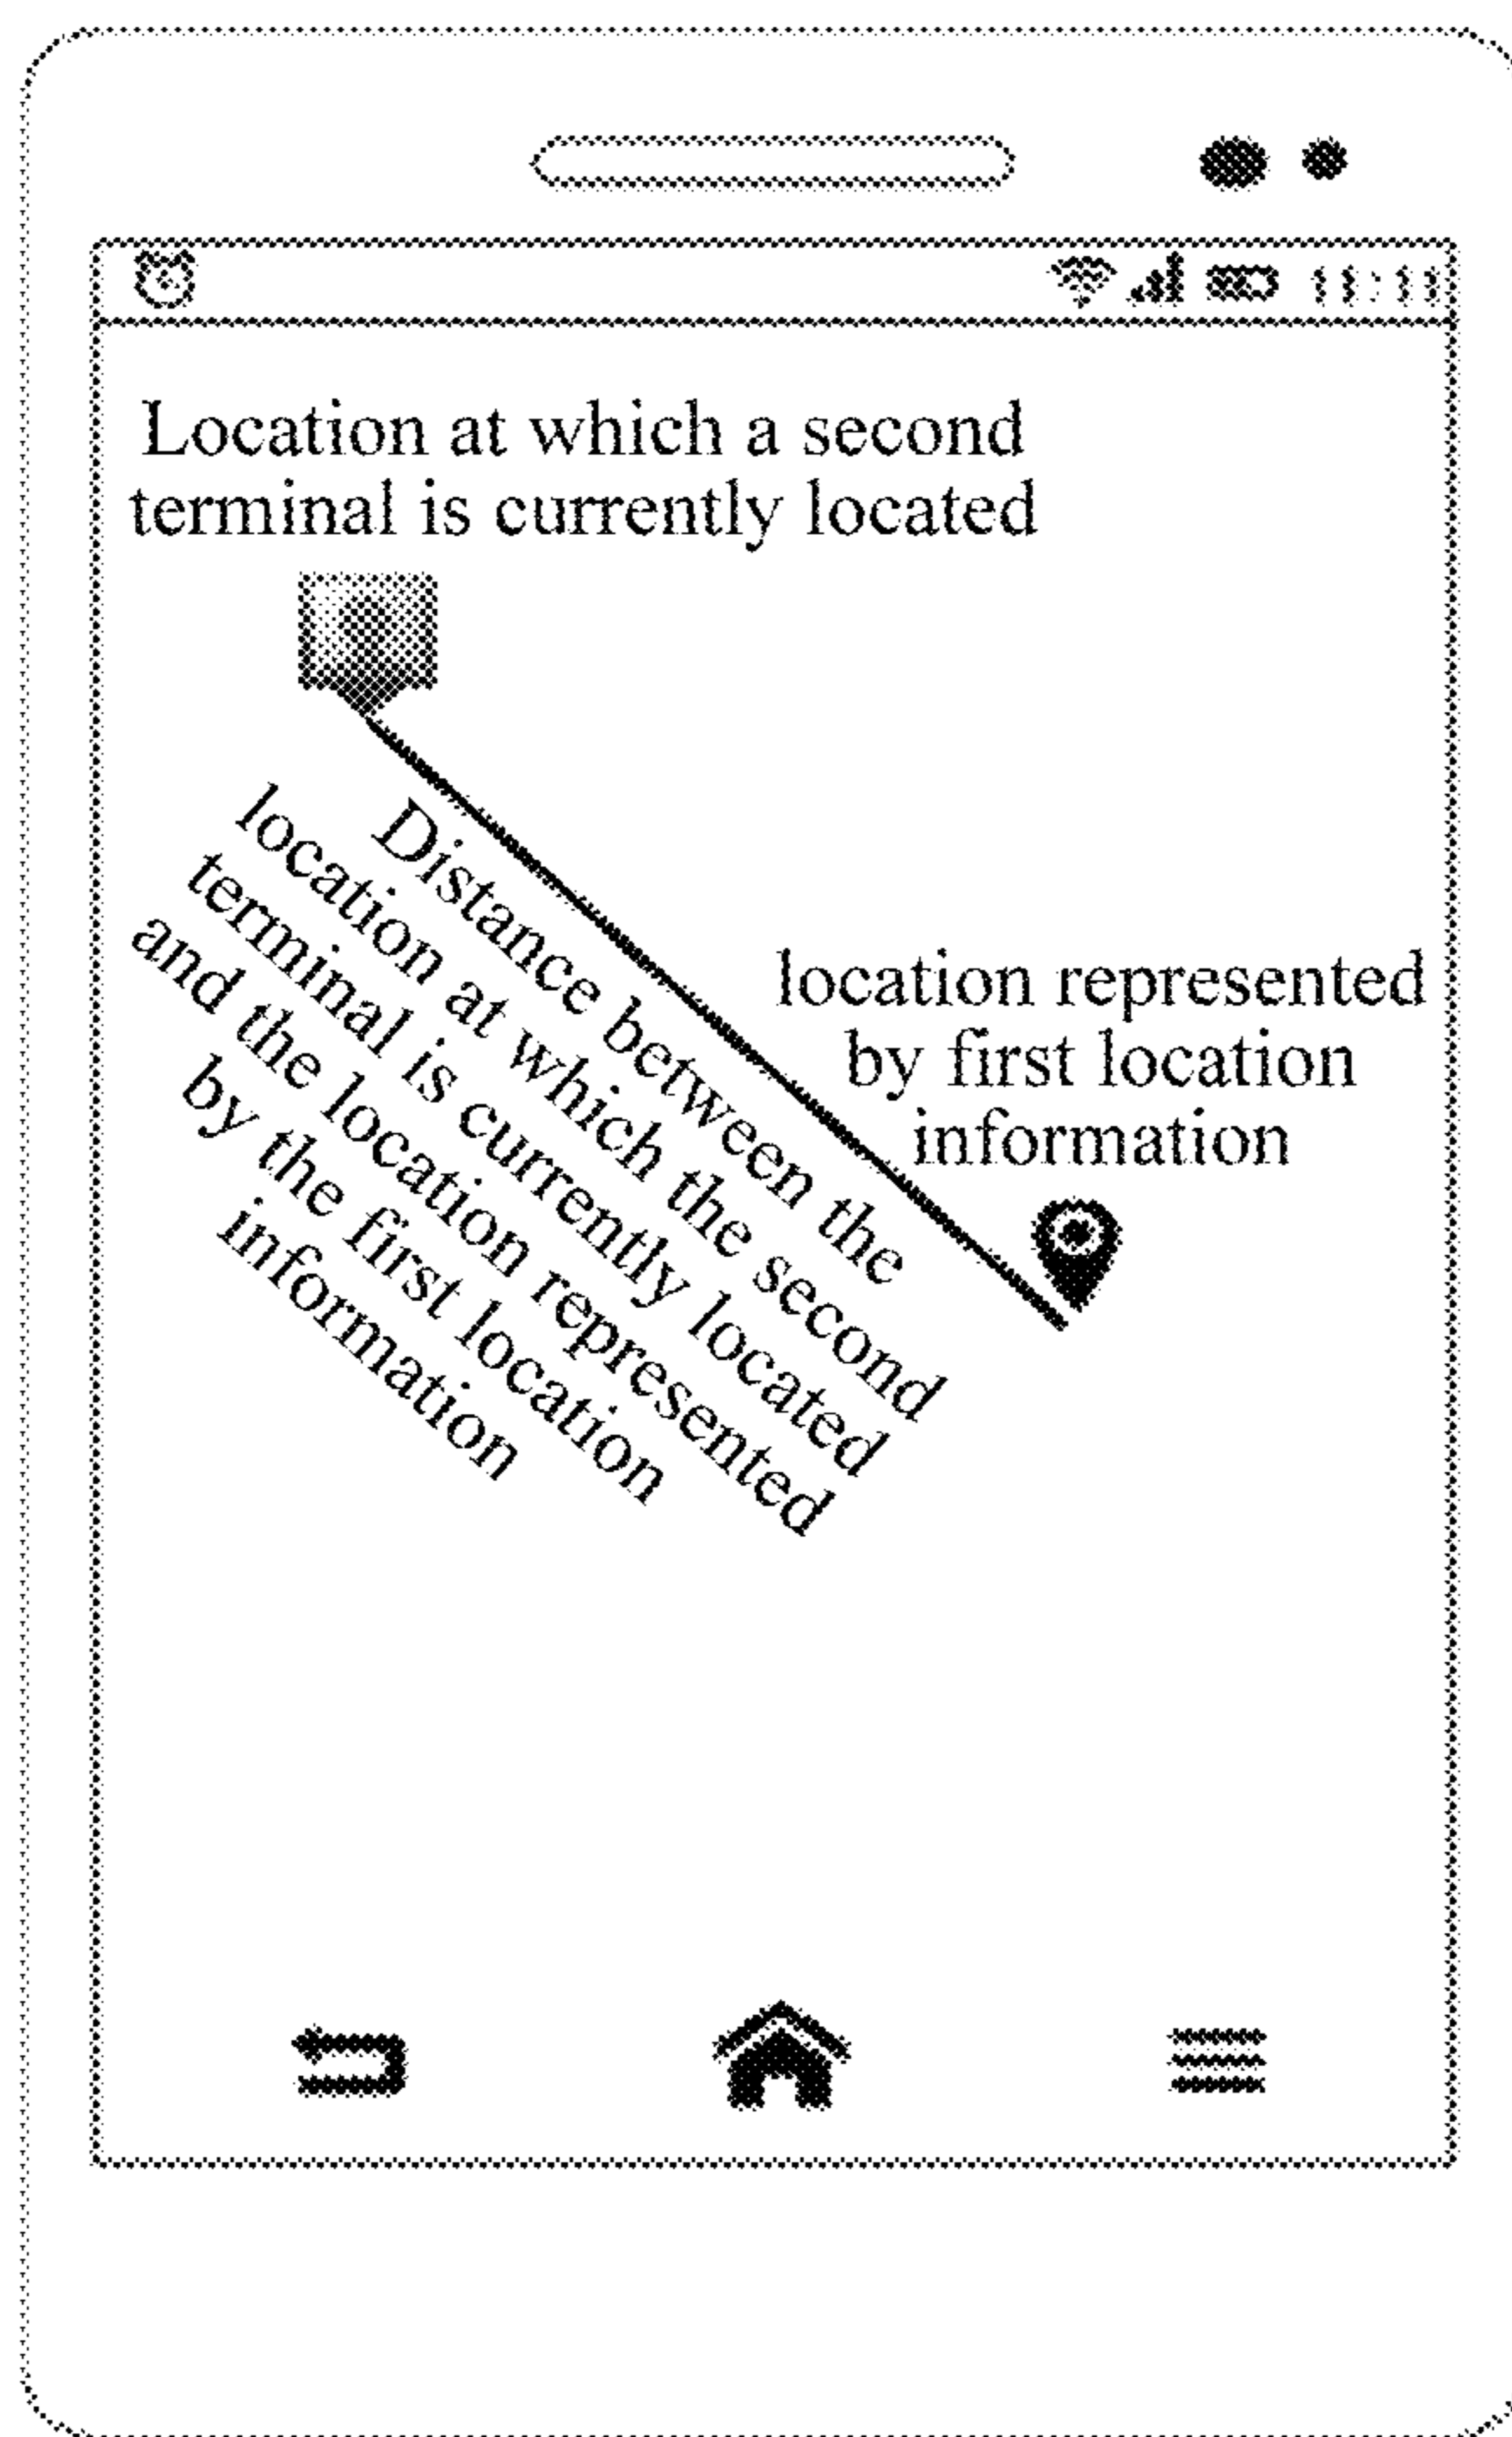 11:11
Location at which a second
terminal is currently located
Distance between the
location at which the second
terminal is currently located
and the location represented
by the first location
information
location represented
by first location
information